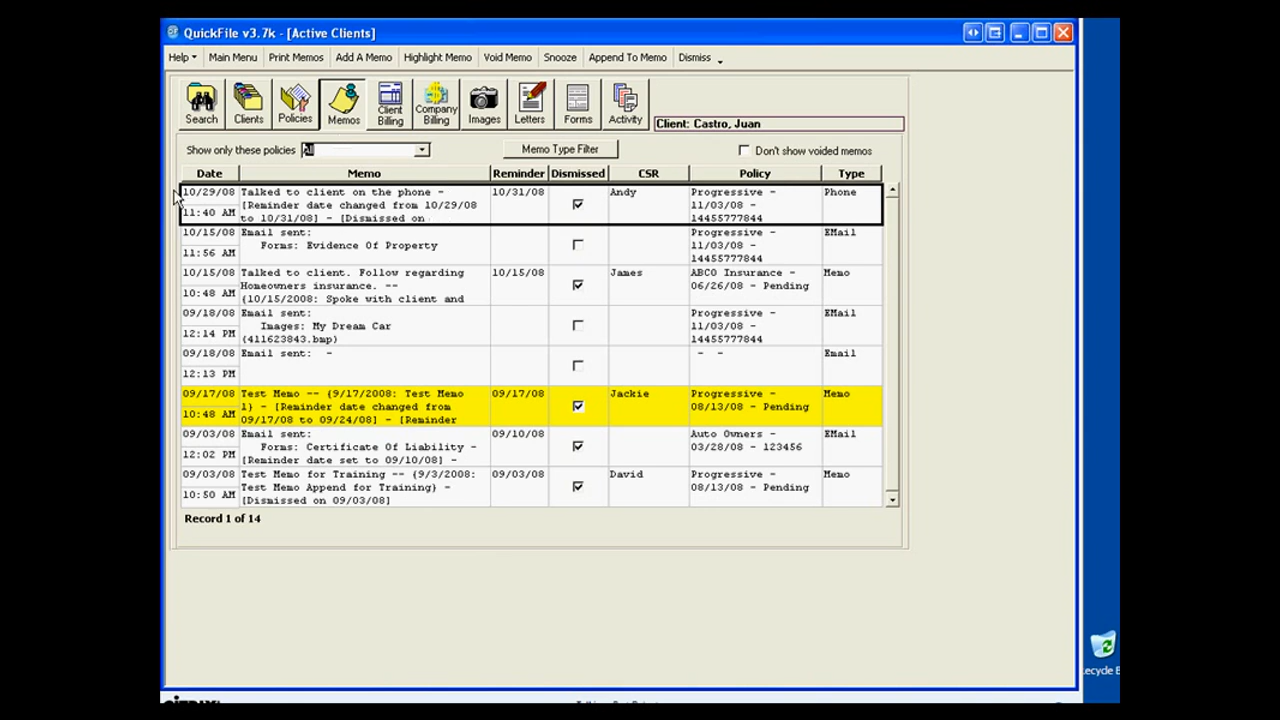 QuickFile v3.7k - [Active Clients]
Help Main Menu Print Memos Add A Memo Highlight Memo Void Memo Snooze Append To Memo Dismiss
Search Clients Policies Memos Client Billing Company Billing Images Letters Forms Activity
Client: Castro, Juan
Show only these policies All Memo Type Filter Don't show voided memos
Date Memo Reminder Dismissed CSR Policy Type
10/29/08 Talked to client on the phone - 10/31/08 Andy Progressive - Phone
[Reminder date changed from 10/29/08 11/03/08 -
11:40 AM to 10/31/08] - [Dismissed on 14455777844
10/15/08 Email sent: Progressive - EMail
Forms: Evidence Of Property 11/03/08 -
11:56 AM 14455777844
10/15/08 Talked to client. Follow regarding 10/15/08 James ABCO Insurance - Memo
Homeowners insurance. -- 06/26/08 - Pending
10:48 AM {10/15/2008: Spoke with client and
09/18/08 Email sent: Progressive - EMail
Images: My Dream Car 11/03/08 -
12:14 PM (411623843.bmp) 14455777844
09/18/08 Email sent: - - - Email
12:13 PM
09/17/08 Test Memo -- {9/17/2008: Test Memo 09/17/08 Jackie Progressive - Memo
1} - [Reminder date changed from 08/13/08 - Pending
10:48 AM 09/17/08 to 09/24/08] - [Reminder
09/03/08 Email sent: 09/10/08 Auto Owners - EMail
Forms: Certificate Of Liability - 03/28/08 - 123456
12:02 PM [Reminder date set to 09/10/08] -
09/03/08 Test Memo for Training -- {9/3/2008: 09/03/08 David Progressive - Memo
Test Memo Append for Training} - 08/13/08 - Pending
10:50 AM [Dismissed on 09/03/08]
Record 1 of 14